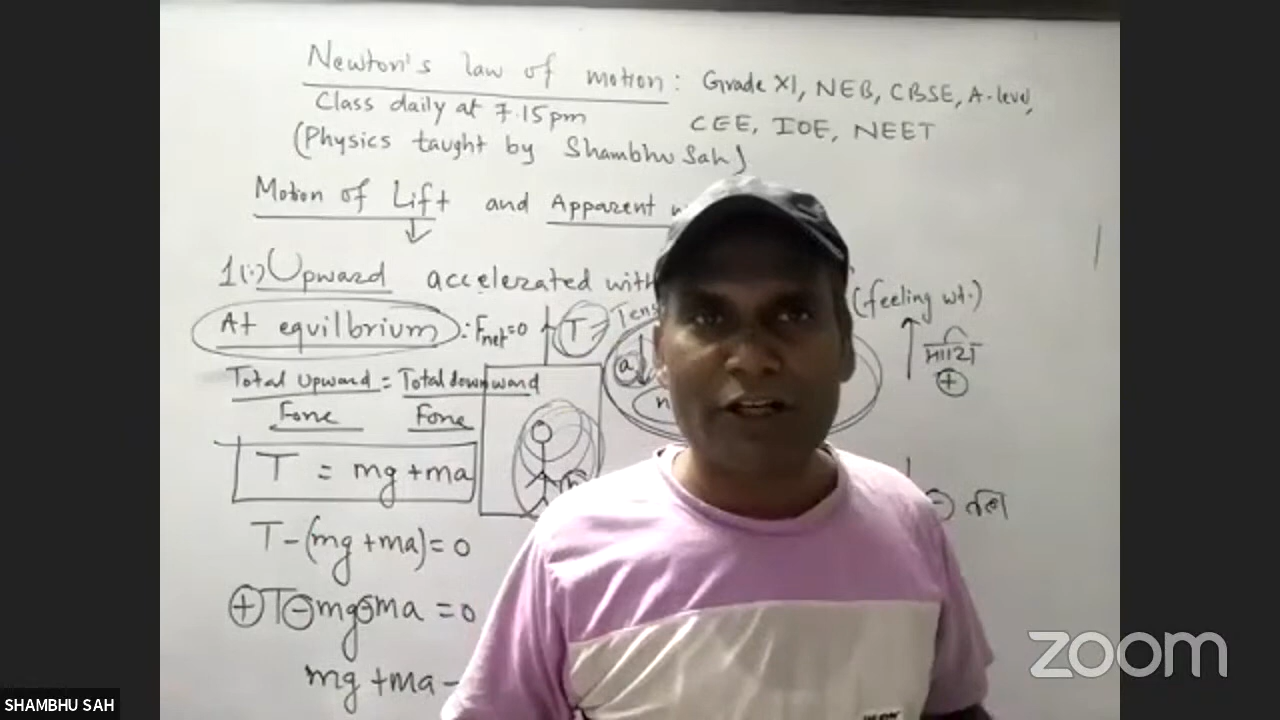 Newton's law of motion: Grade XI, NEB, CBSE, A-level,
Class daily at 7.15pm CEE, IOE, NEET
(Physics taught by Shambhu Sah)
Motion of Lift and Apparent
1(i) Upward accelerated with
(feeling wt.)
At equilbrium : Fnet=0 T = Tens
a
माथि
+
Total upward = Total downward
Force Force
T = mg+ma
- तल
T-(mg+ma)=0
+T-mg-ma=0
mg+ma-
zoom
SHAMBHU SAH